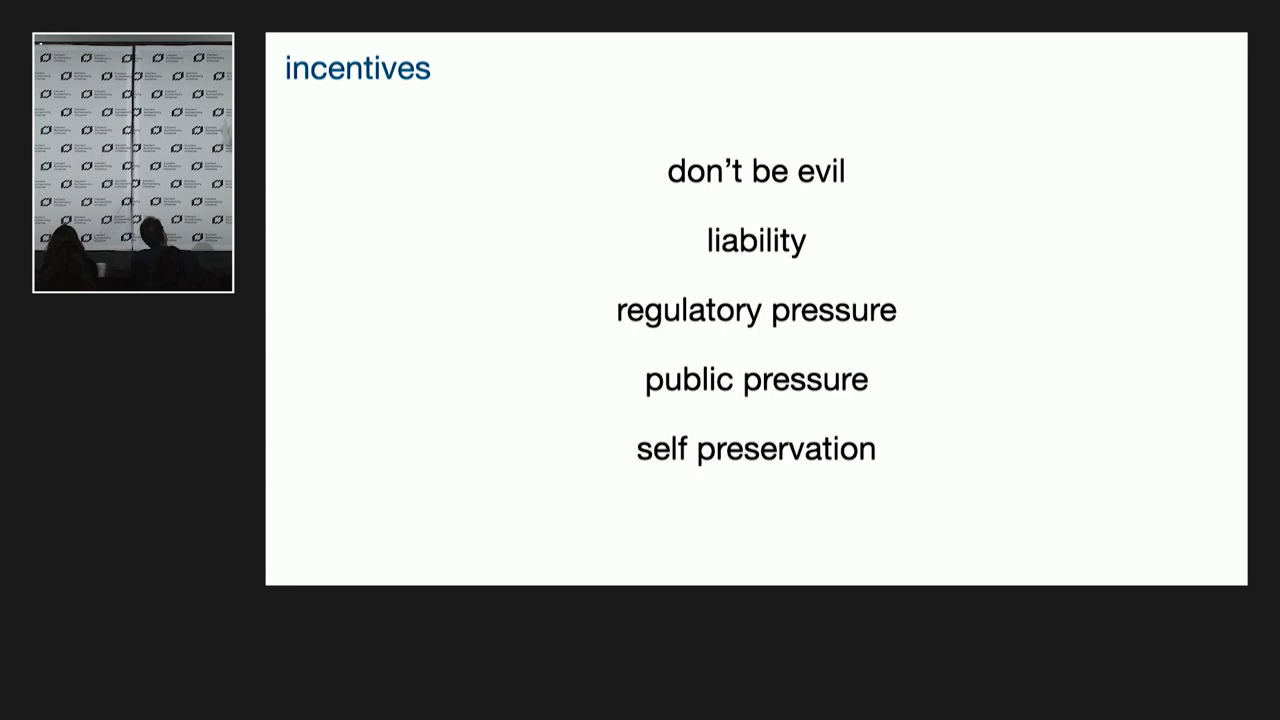 incentives
don’t be evil
liability
regulatory pressure
public pressure
self preservation